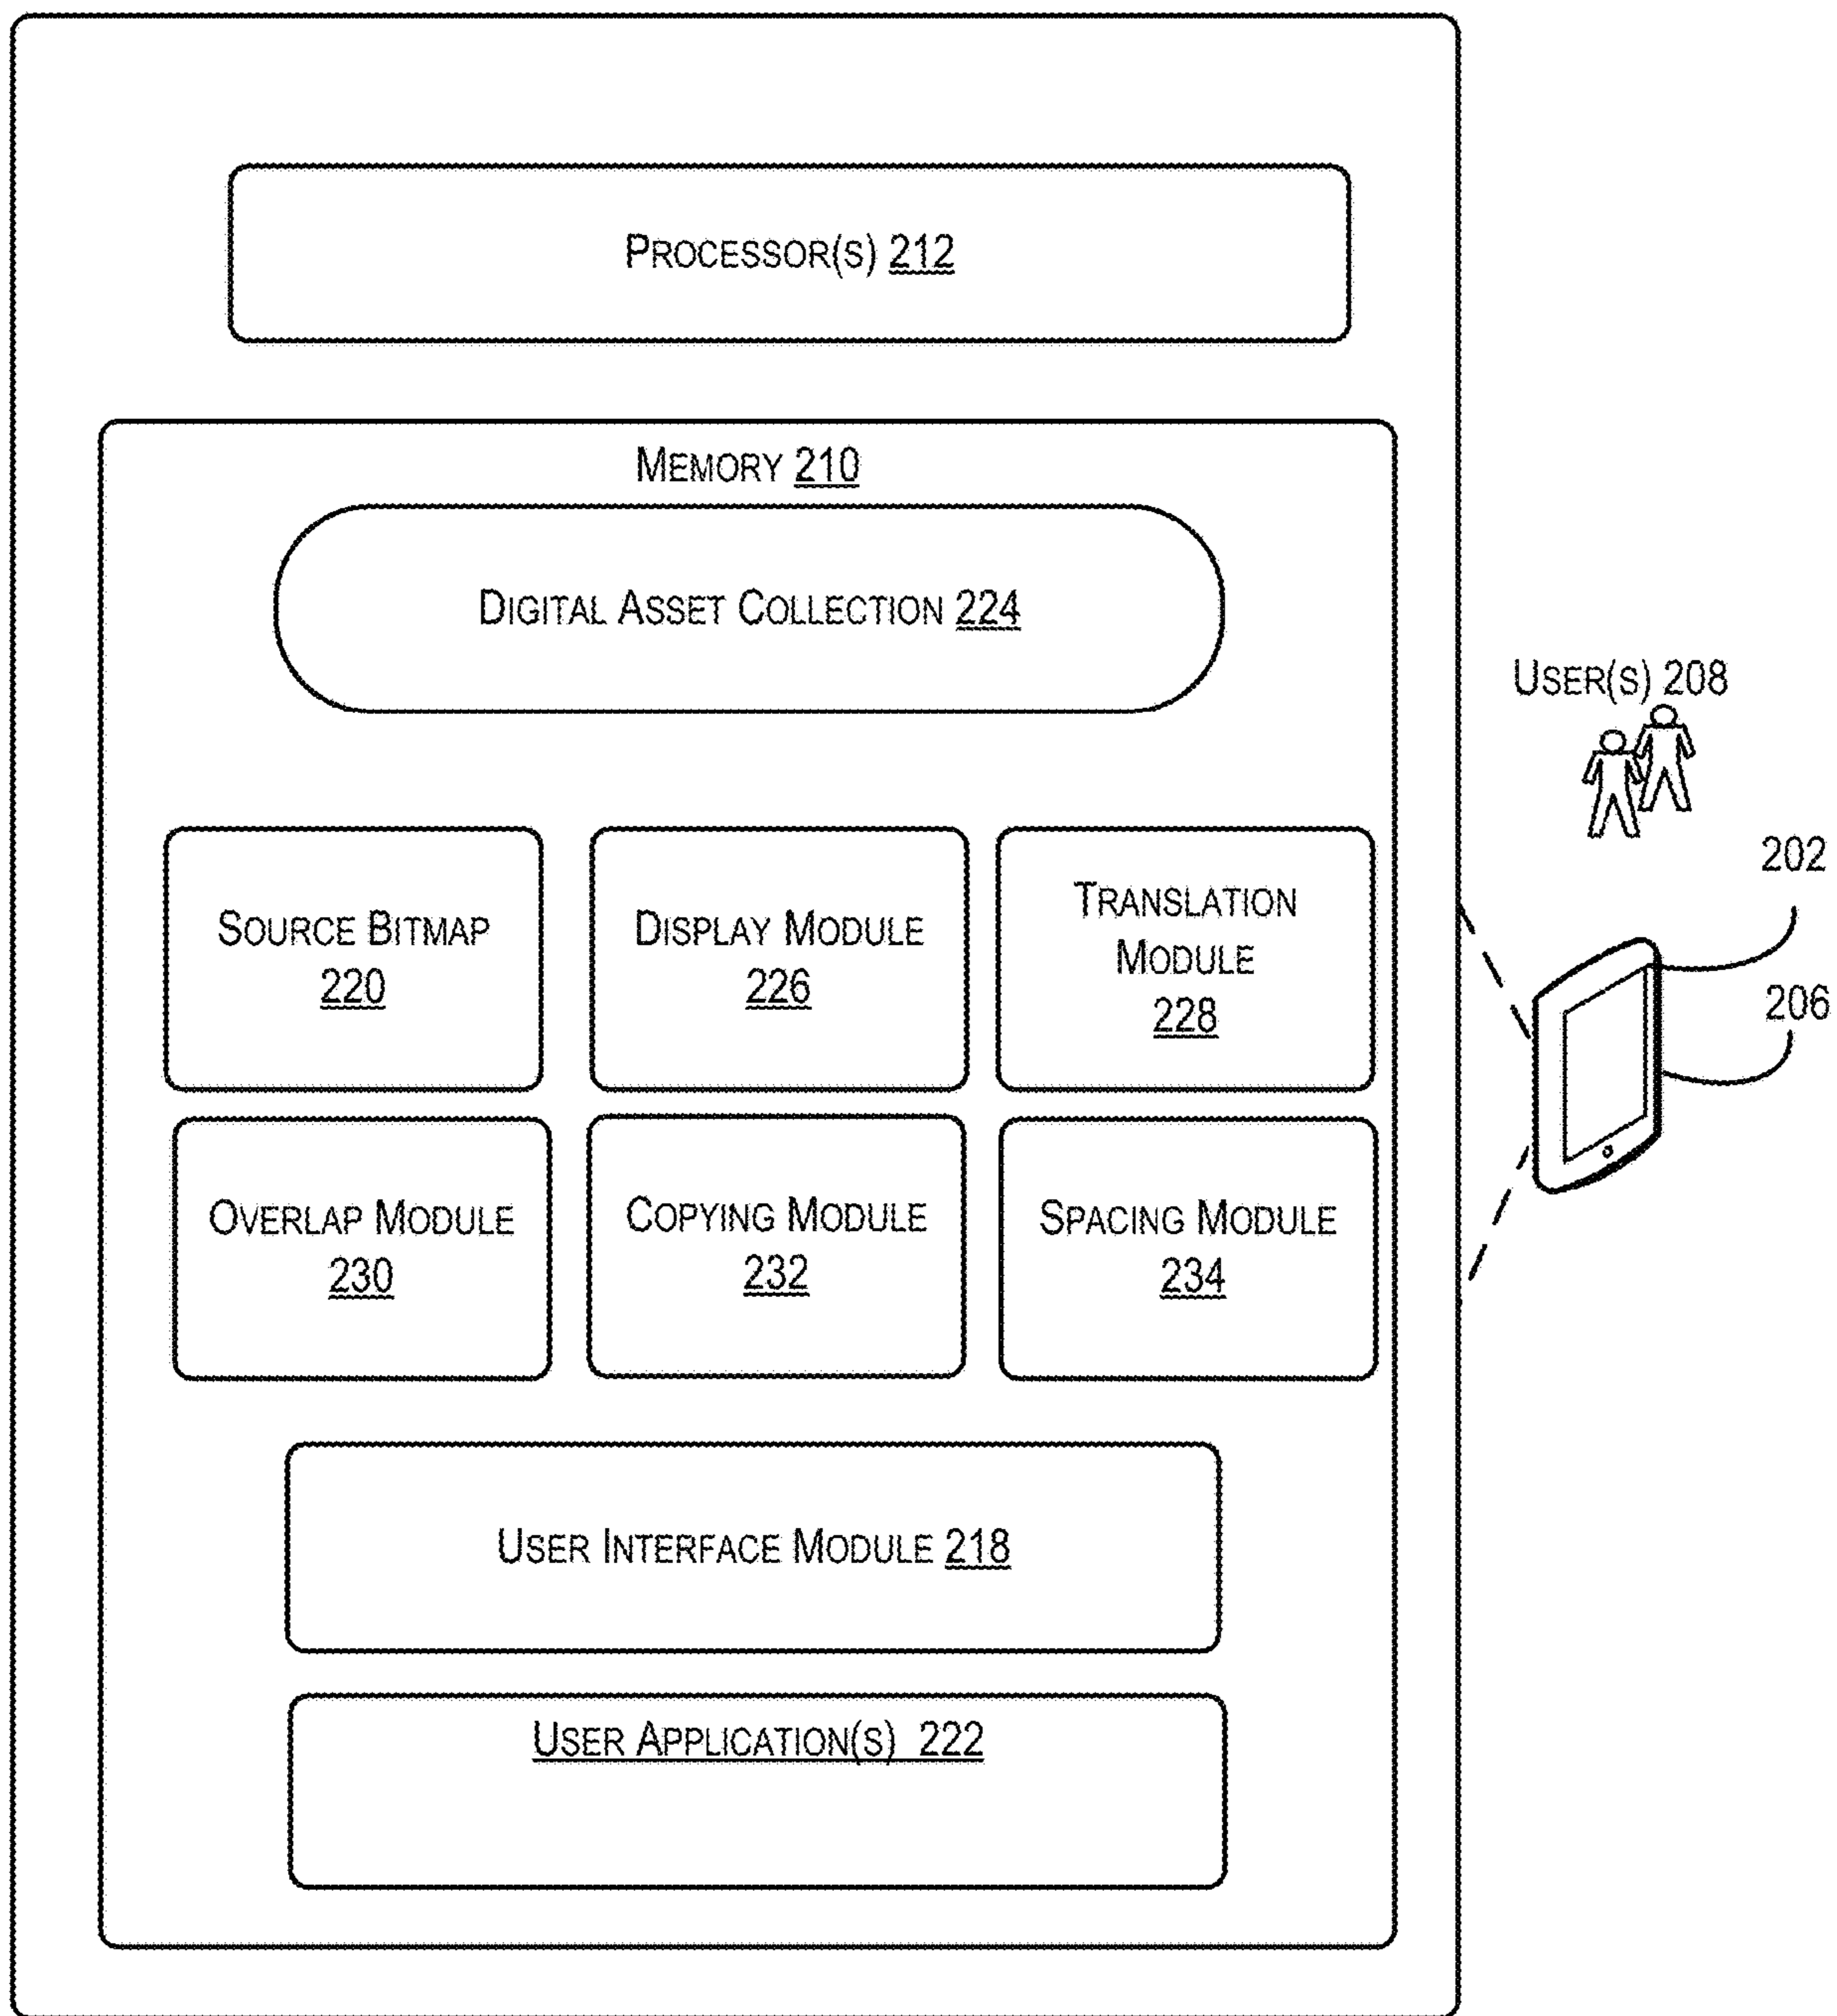 PROCESSOR(S) 212
MEMORY 210
DIGITAL ASSET COLLECTION 224
USER(S) 208
202
206
SOURCE BITMAP
220
DISPLAY MODULE
226
TRANSLATION
MODULE
228
OVERLAP MODULE
230
COPYING MODULE
232
SPACING MODULE
234
USER INTERFACE MODULE 218
USER APPLICATION(S) 222